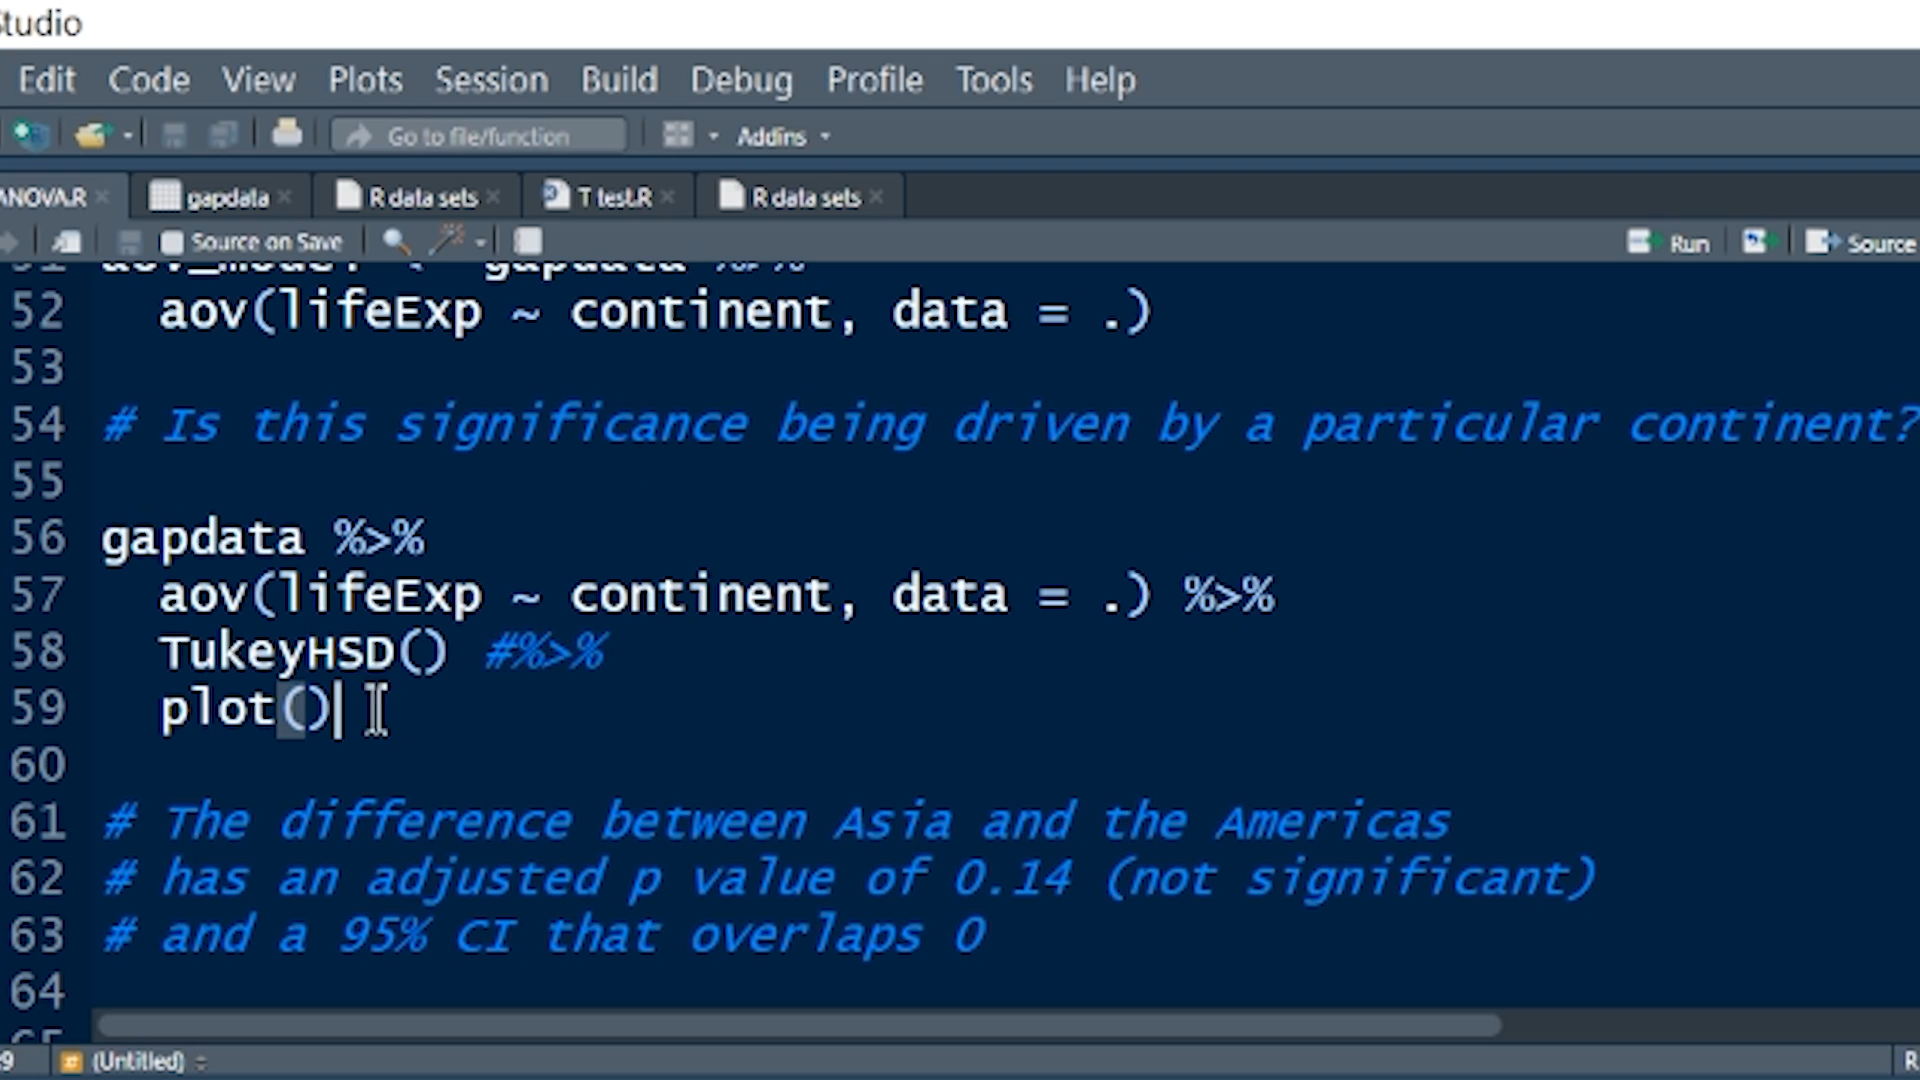 Studio
Edit Code View Plots Session Build Debug Profile Tools Help
Go to file/function Addins
ANOVA.R gapdata R data sets T test.R R data sets
Source on Save Run Source
aov_model gapdata %>%
52 aov(lifeExp ~ continent, data = .)
53
54 # Is this significance being driven by a particular continent?
55
56 gapdata %>%
57 aov(lifeExp ~ continent, data = .) %>%
58 TukeyHSD() #%>%
59 plot()
60
61 # The difference between Asia and the Americas
62 # has an adjusted p value of 0.14 (not significant)
63 # and a 95% CI that overlaps 0
64
(Untitled) R